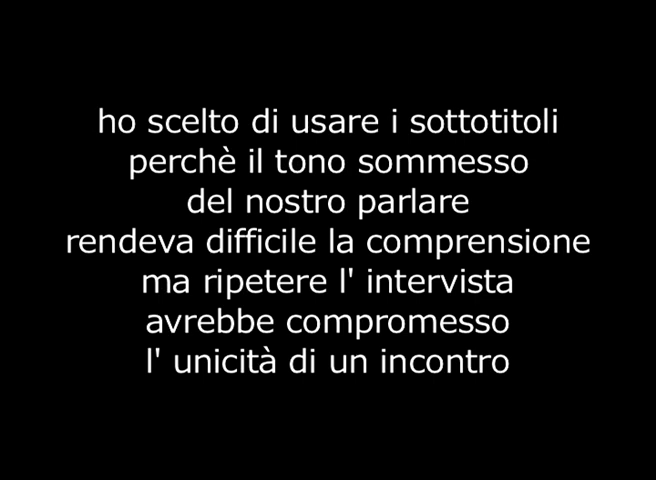 ho scelto di usare i sottotitoli
perchè il tono sommesso
del nostro parlare
rendeva difficile la comprensione
ma ripetere l' intervista
avrebbe compromesso
l' unicità di un incontro